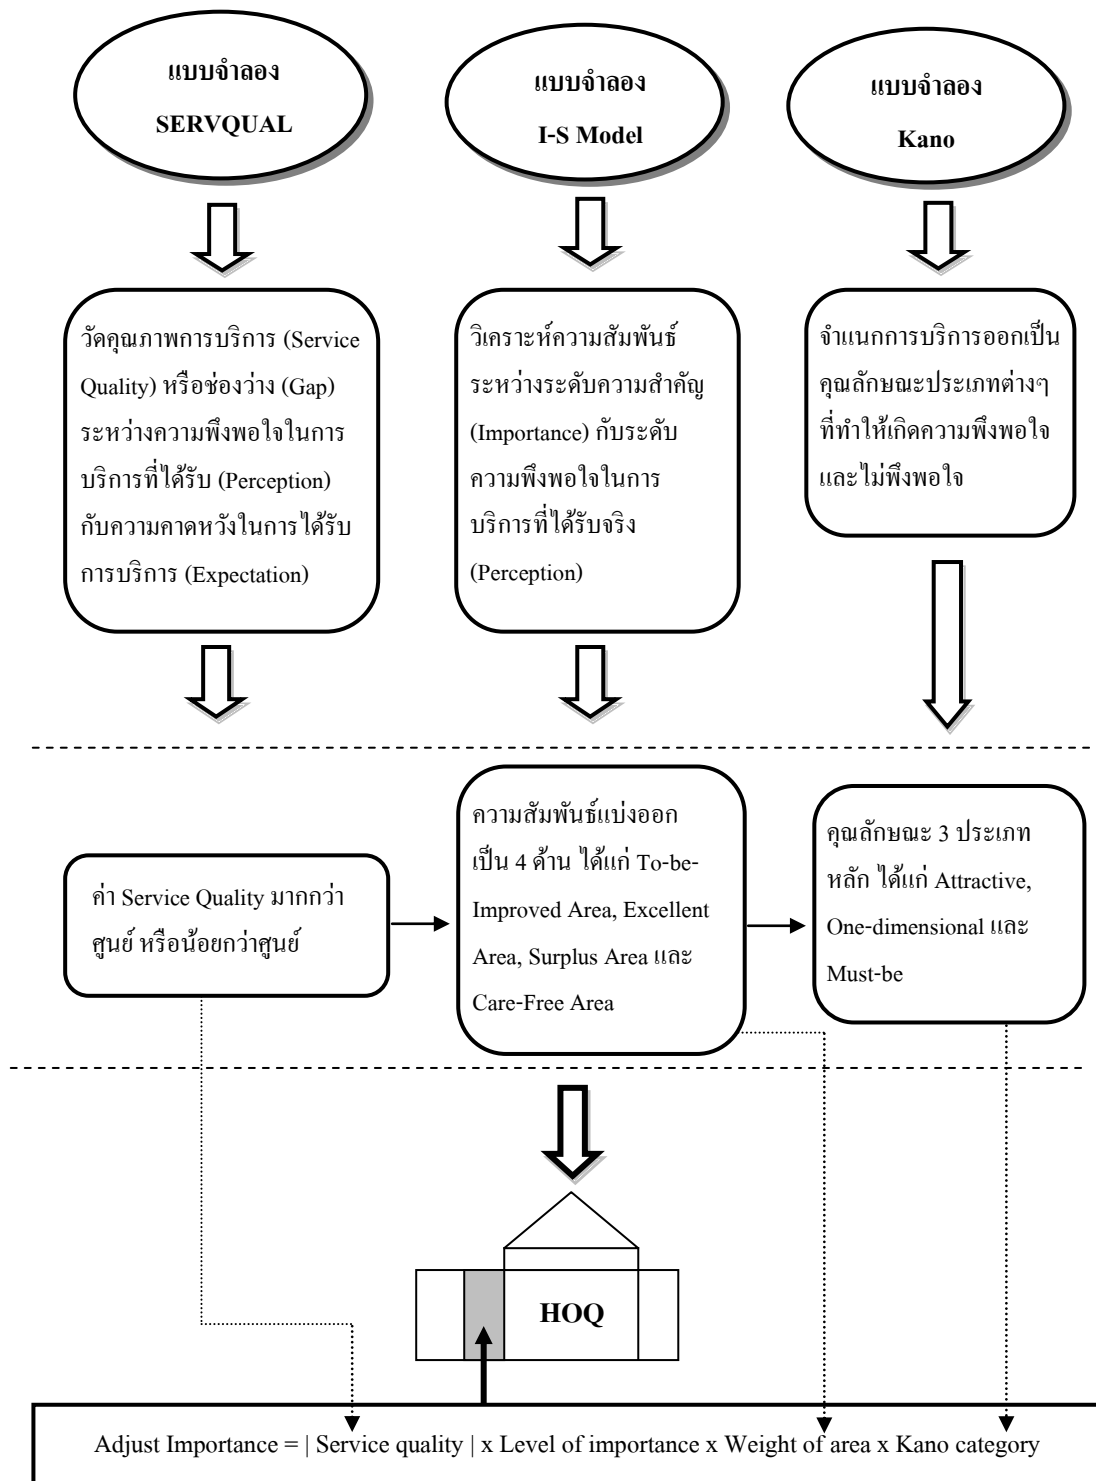 แบบจำลอง
SERVQUAL
แบบจำลอง
I-S Model
แบบจำลอง
Kano
วัดคุณภาพการบริการ (Service
Quality) หรือช่องว่าง (Gap)
ระหว่างความพึงพอใจในการ
บริการที่ได้รับ (Perception)
กับความคาดหวังในการได้รับ
การบริการ (Expectation)
วิเคราะห์ความสัมพันธ์
ระหว่างระดับความสำคัญ
(Importance) กับระดับ
ความพึงพอใจในการ
บริการที่ได้รับจริง
(Perception)
จำแนกการบริการออกเป็น
คุณลักษณะประเภทต่างๆ
ที่ทำให้เกิดความพึงพอใจ
และไม่พึงพอใจ
ค่า Service Quality มากกว่า
ศูนย์ หรือน้อยกว่าศูนย์
ความสัมพันธ์แบ่งออก
เป็น 4 ด้าน ได้แก่ To-be-
Improved Area, Excellent
Area, Surplus Area และ
Care-Free Area
คุณลักษณะ 3 ประเภท
หลัก ได้แก่ Attractive,
One-dimensional และ
Must-be
HOQ
Adjust Importance = | Service quality | x Level of importance x Weight of area x Kano category